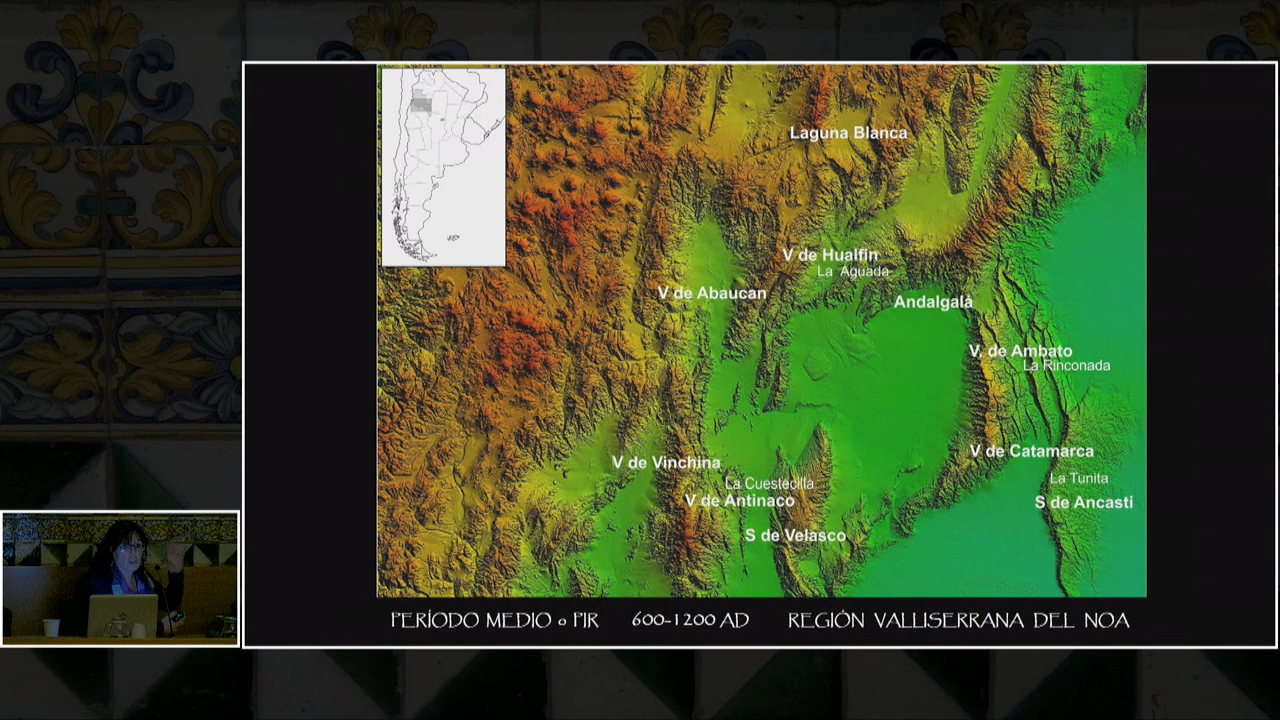 Laguna Blanca
V de Hualfin
La Aguada
V de Abaucan
Andalgalá
V. de Ambato
La Rinconada
V de Catamarca
V de Vinchina
La Tunita
La Cuestecilla
V de Antinaco
S de Ancasti
S de Velasco
PERÍODO MEDIO o PIR 600-1200 AD REGIÓN VALLISERRANA DEL NOA